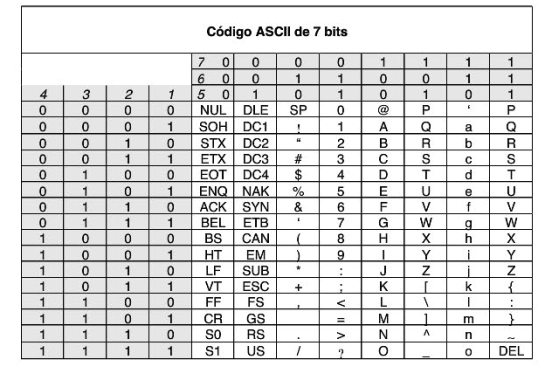 Código ASCII de 7 bits
7 0 0 0 0 1 1 1 1
6 0 0 1 1 0 0 1 1
4 3 2 1 5 0 1 0 1 0 1 0 1
0 0 0 0 NUL DLE SP 0 @ P ‘ P
0 0 0 1 SOH DC1 ! 1 A Q a Q
0 0 1 0 STX DC2 “ 2 B R b R
0 0 1 1 ETX DC3 # 3 C S c S
0 1 0 0 EOT DC4 $ 4 D T d T
0 1 0 1 ENQ NAK % 5 E U e U
0 1 1 0 ACK SYN & 6 F V f V
0 1 1 1 BEL ETB ‘ 7 G W g W
1 0 0 0 BS CAN ( 8 H X h X
1 0 0 1 HT EM ) 9 I Y i Y
1 0 1 0 LF SUB * : J Z j Z
1 0 1 1 VT ESC + ; K [ k {
1 1 0 0 FF FS , < L \ l :
1 1 0 1 CR GS = M ] m }
1 1 1 0 S0 RS . > N ^ n ~
1 1 1 1 S1 US / ? O _ o DEL